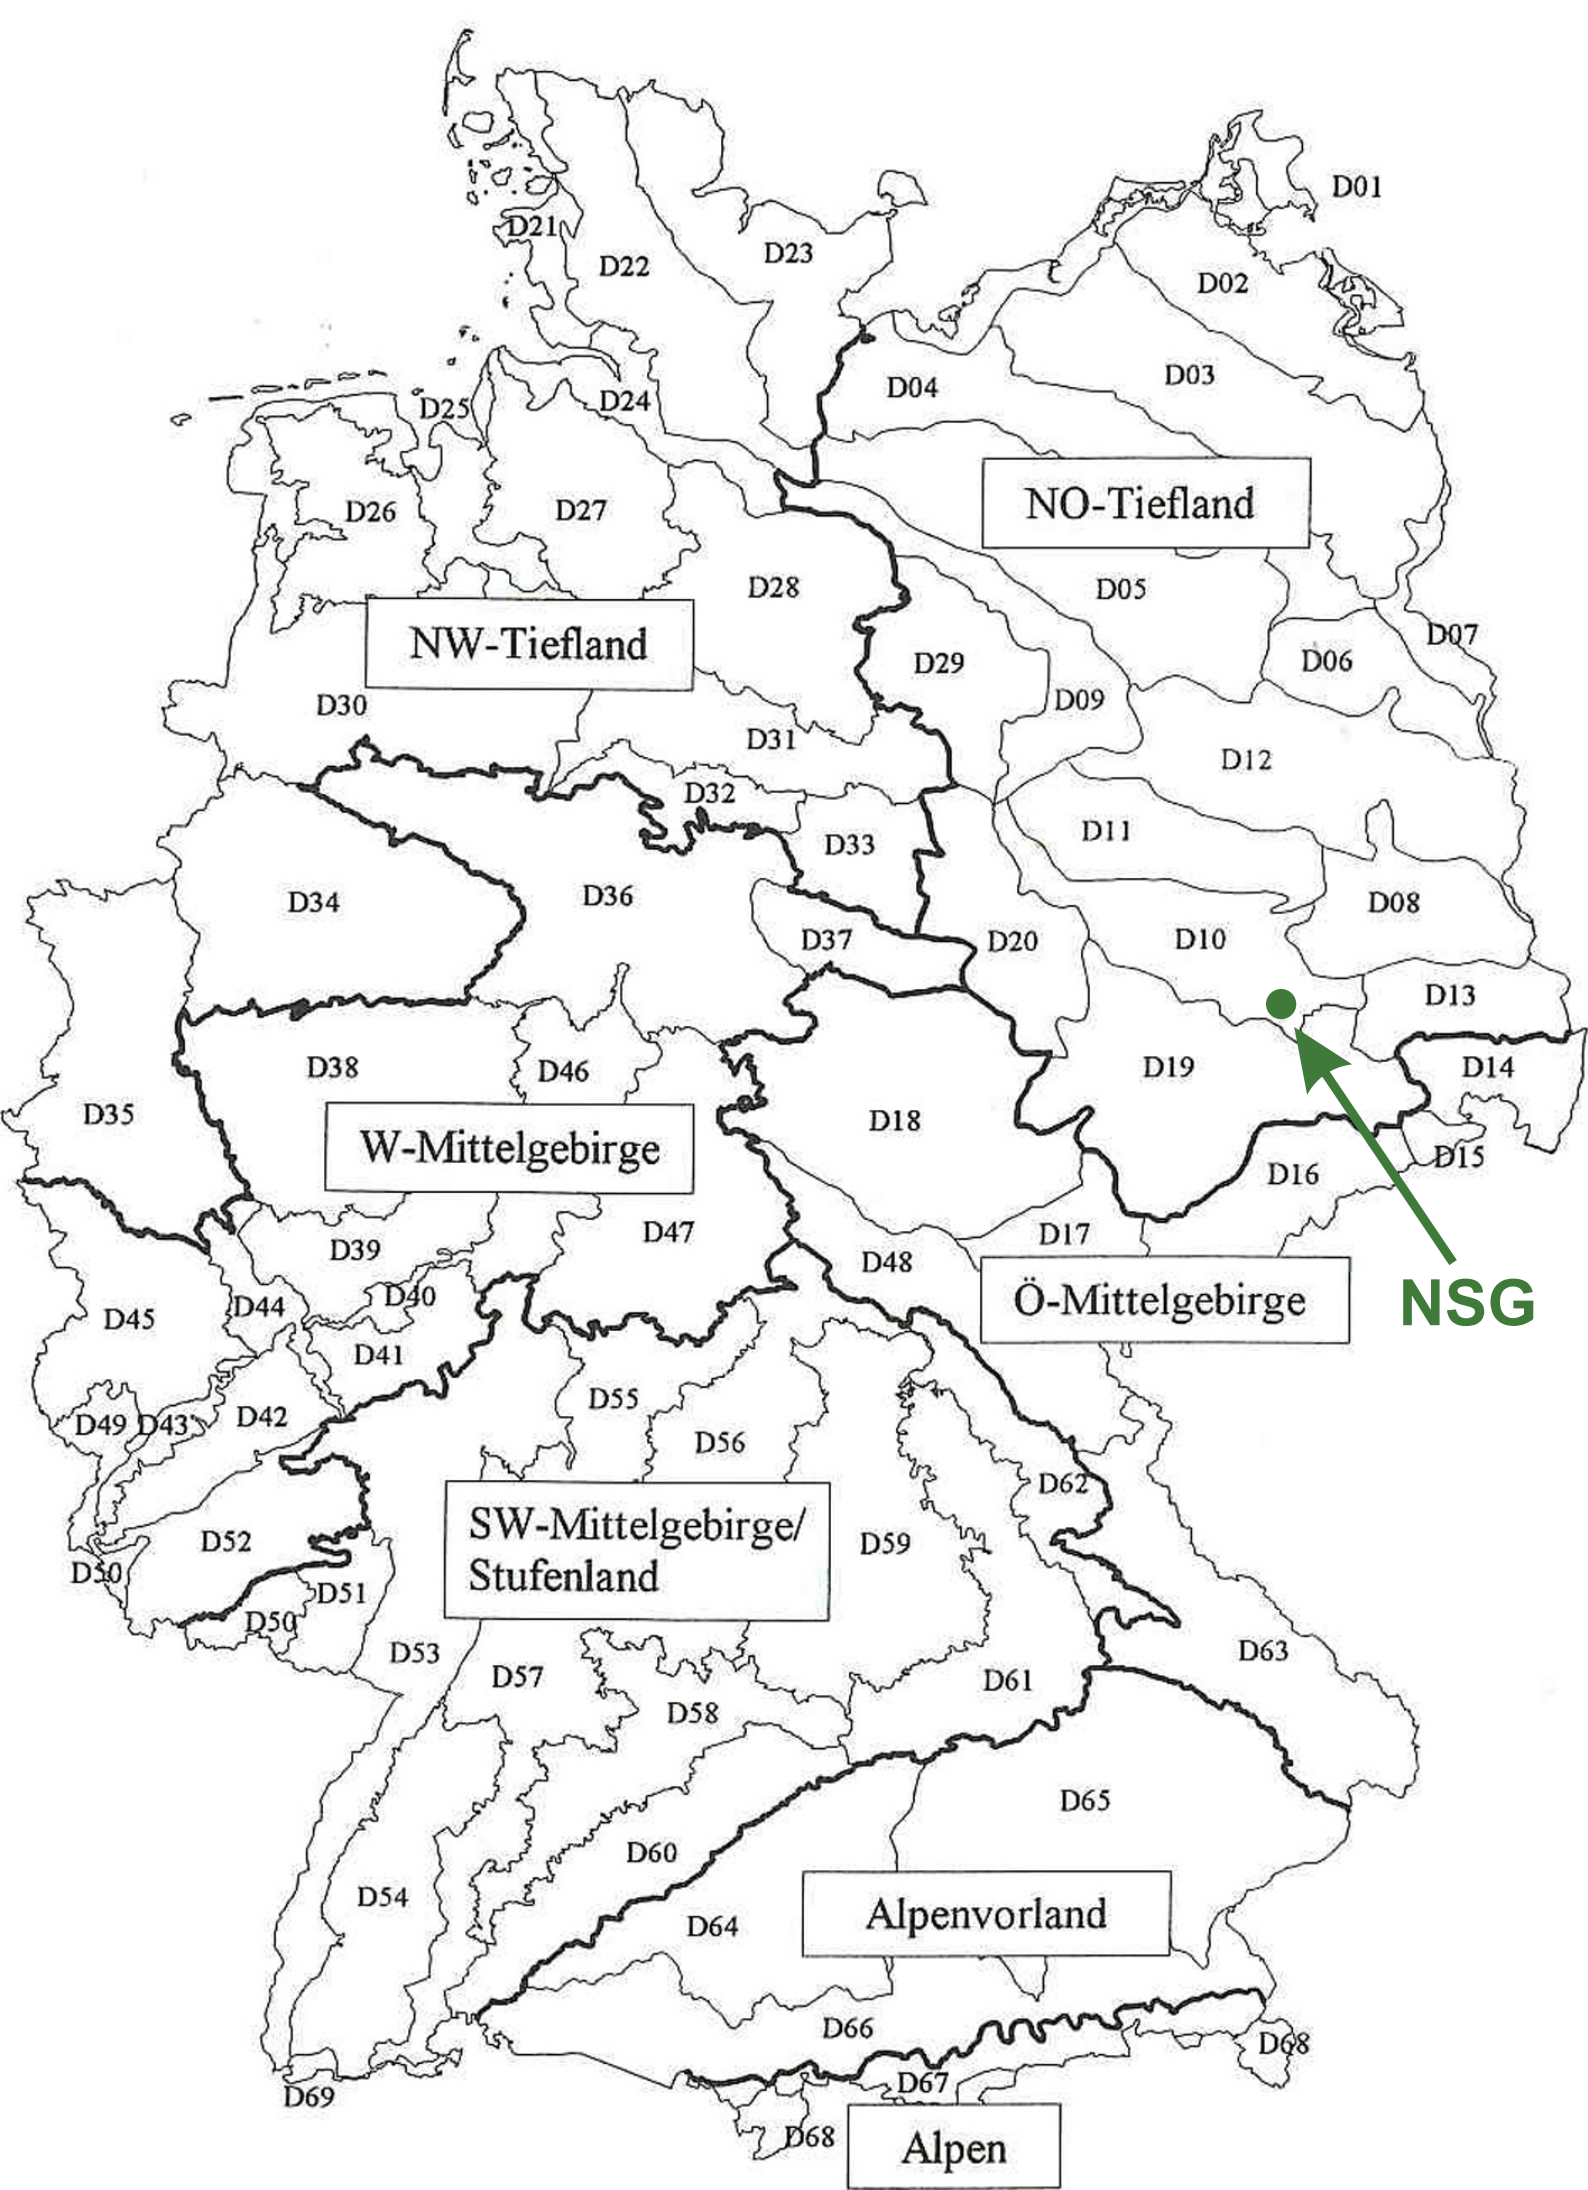 D01
D21
D23
D22
D02
D03
D04
D24
D25
NO-Tiefland
D26
D27
D28
D05
D07
NW-Tiefland
D29
D06
D09
D30
D31
D12
D32
D11
D33
D34
D36
D08
D37
D20
D10
D13
D38
D46
D19
D14
D35
D18
W-Mittelgebirge
D15
D16
D47
D17
D39
D48
D40
D44
Ö-Mittelgebirge
NSG
D45
D41
D55
D49
D43
D42
D56
D62
SW-Mittelgebirge/
Stufenland
D52
D59
D50
D51
D50
D53
D63
D57
D61
D58
D65
D60
D54
Alpenvorland
D64
D66
D68
D67
D69
D68
Alpen